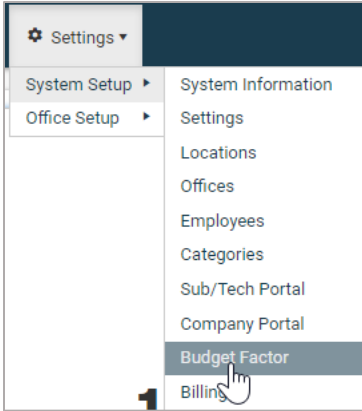 Settings
System Setup
Office Setup
System Information
Settings
Locations
Offices
Employees
Categories
Sub/Tech Portal
Company Portal
Budget Factor
Billing
1